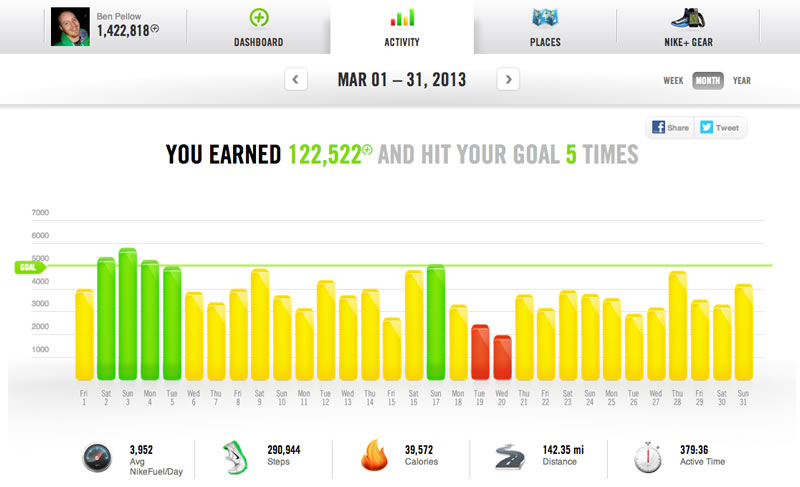 Ben Pellow
1,422,818
DASHBOARD
ACTIVITY
PLACES
NIKE+ GEAR
MAR 01 – 31, 2013
WEEK MONTH YEAR
Share Tweet
YOU EARNED 122,522 AND HIT YOUR GOAL 5 TIMES
7000
6000
5000
GOAL
4000
3000
2000
1000
Fri Sat Sun Mon Tue Wed Thu Fri Sat Sun Mon Tue Wed Thu Fri Sat Sun Mon Tue Wed Thu Fri Sat Sun Mon Tue Wed Thu Fri Sat Sun
1 2 3 4 5 6 7 8 9 10 11 12 13 14 15 16 17 18 19 20 21 22 23 24 25 26 27 28 29 30 31
3,952
Avg
NikeFuel/Day
290,944
Steps
39,572
Calories
142.35 mi
Distance
379:36
Active Time